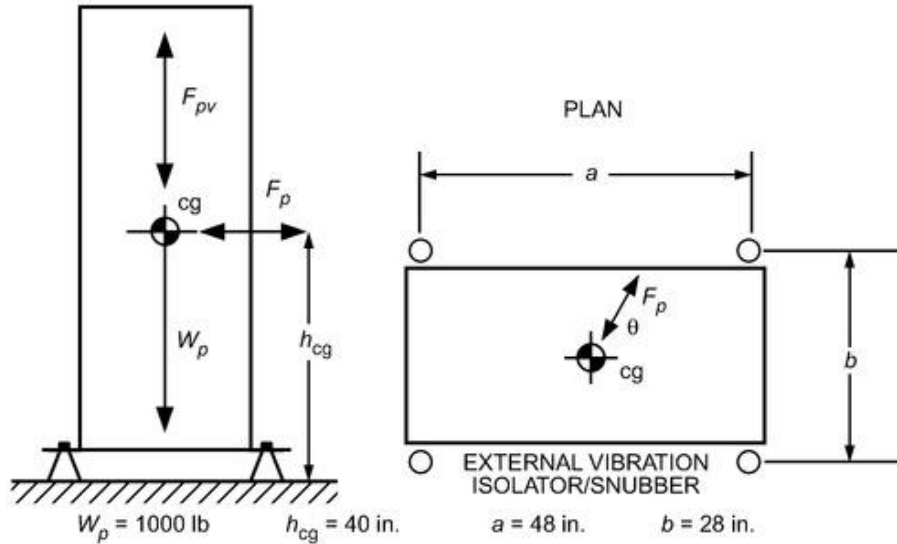 F_pv
PLAN
a
F_p
cg
F_p
θ
W_p
h_cg
cg
b
EXTERNAL VIBRATION
ISOLATOR/SNUBBER
W_p = 1000 lb h_cg = 40 in. a = 48 in. b = 28 in.